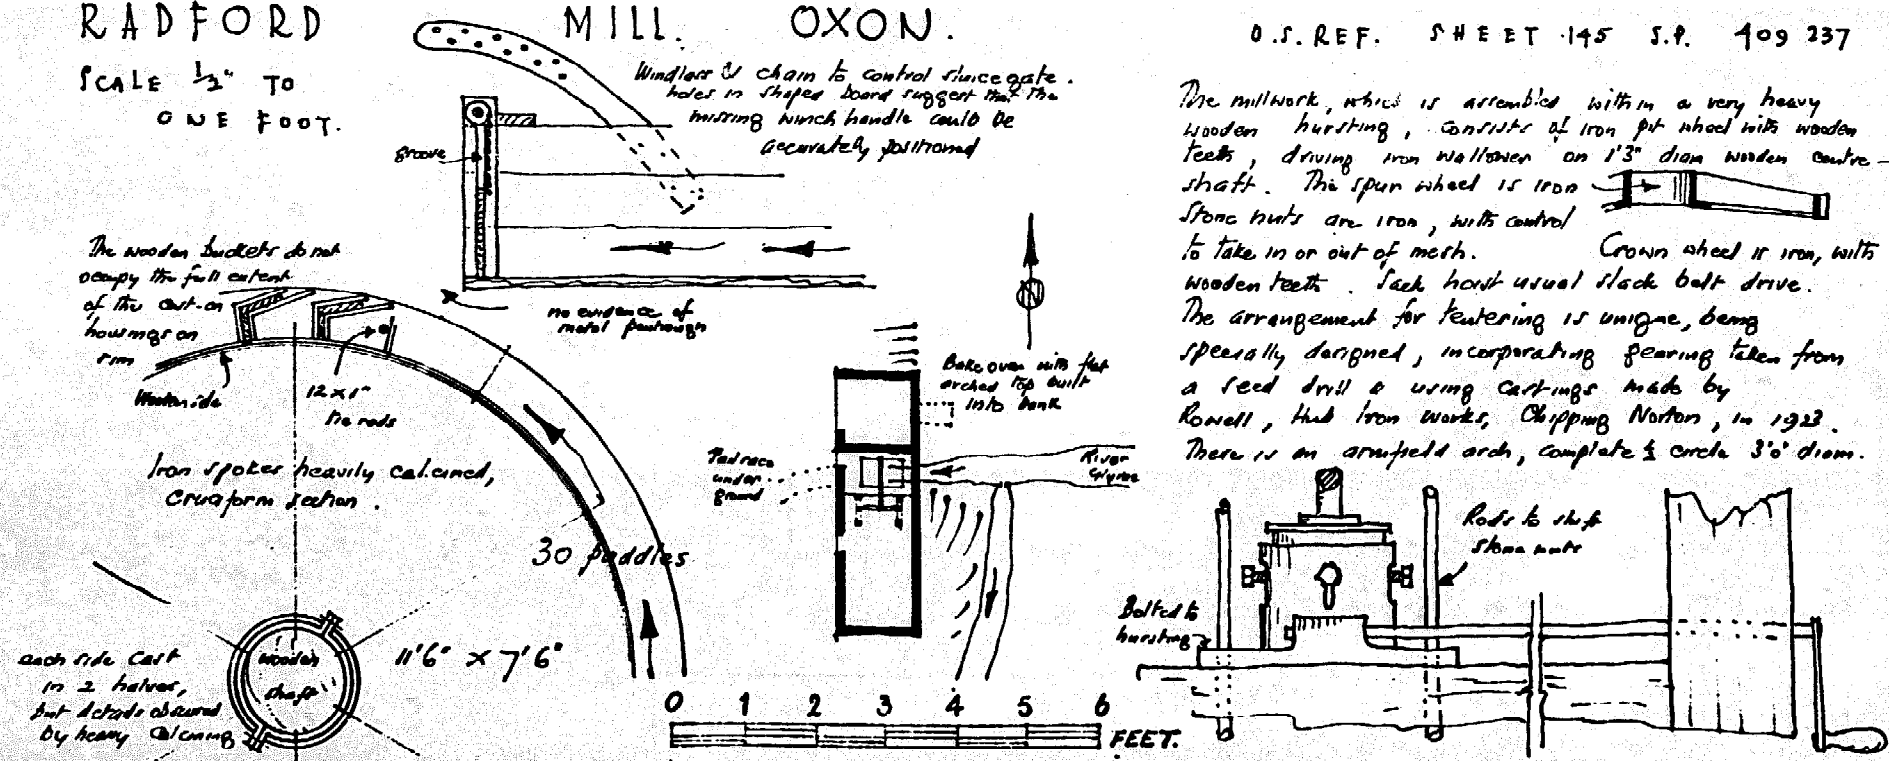 RADFORD MILL. OXON.
O.S. REF. SHEET 145 S.P. 409 237
SCALE 1/2" TO
ONE FOOT.
Windlass & chain to control sluicegate.
holes in shaped board suggest that the
missing winch handle could be
accurately positioned
groove
no evidence of
metal pentrough
The wooden buckets do not
occupy the full extent
of the cast-on
housings on
rim
Waterside
12 x 1"
tie rods
Iron spokes heavily calcined,
cruciform section.
30 paddles
11'6" x 7'6"
wooden
shaft
each side cast
in 2 halves,
but details obscured
by heavy calcining
N
Bake oven with flat
arched top built
into bank
Tailrace
under
ground
River
Glyme
0 1 2 3 4 5 6
FEET.
The millwork, which is assembled within a very heavy
wooden hursting, consists of iron pit wheel with wooden
teeth, driving iron wallower on 1'3" diam wooden centre-
shaft. The spur wheel is iron
Stone nuts are iron, with control
to take in or out of mesh. Crown wheel is iron, with
wooden teeth. Sack hoist usual slack belt drive.
The arrangement for tentering is unique, being
specially designed, incorporating gearing taken from
a seed drill & using castings made by
Rowell, Hub Iron Works, Chipping Norton, in 1923.
There is an armfield arch, complete ½ circle 3'0" diam.
Rods to shift
stone nuts
Bolted to
hursting